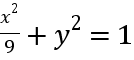 x²/9 + y² = 1